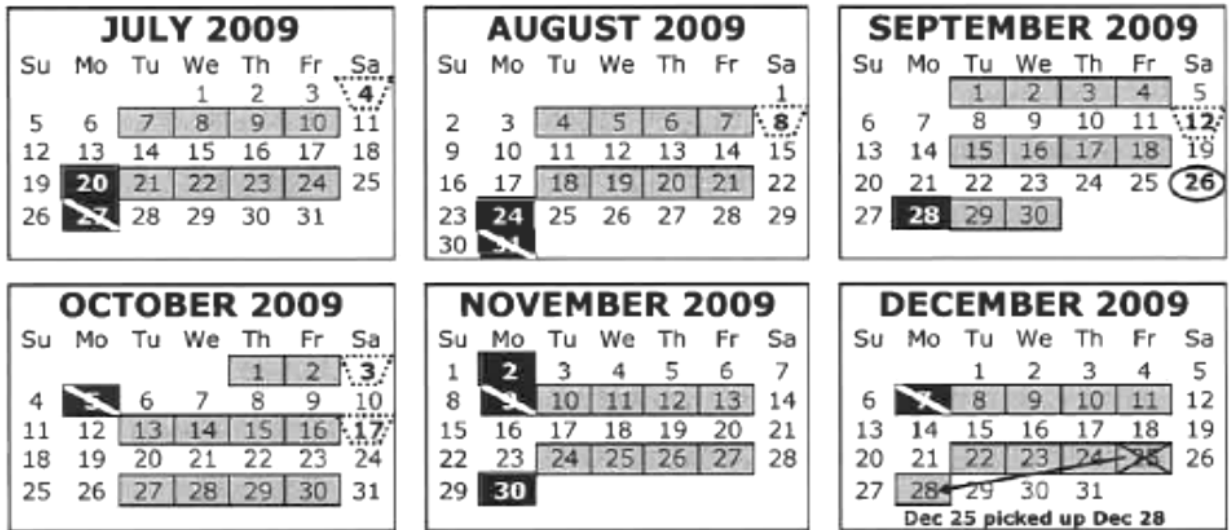 JULY 2009
Su Mo Tu We Th Fr Sa
1 2 3 4
5 6 7 8 9 10 11
12 13 14 15 16 17 18
19 20 21 22 23 24 25
26 27 28 29 30 31
AUGUST 2009
Su Mo Tu We Th Fr Sa
1
2 3 4 5 6 7 8
9 10 11 12 13 14 15
16 17 18 19 20 21 22
23 24 25 26 27 28 29
30 31
SEPTEMBER 2009
Su Mo Tu We Th Fr Sa
1 2 3 4 5
6 7 8 9 10 11 12
13 14 15 16 17 18 19
20 21 22 23 24 25 26
27 28 29 30
OCTOBER 2009
Su Mo Tu We Th Fr Sa
1 2 3
4 5 6 7 8 9 10
11 12 13 14 15 16 17
18 19 20 21 22 23 24
25 26 27 28 29 30 31
NOVEMBER 2009
Su Mo Tu We Th Fr Sa
1 2 3 4 5 6 7
8 9 10 11 12 13 14
15 16 17 18 19 20 21
22 23 24 25 26 27 28
29 30
DECEMBER 2009
Su Mo Tu We Th Fr Sa
1 2 3 4 5
6 7 8 9 10 11 12
13 14 15 16 17 18 19
20 21 22 23 24 25 26
27 28 29 30 31
Dec 25 picked up Dec 28